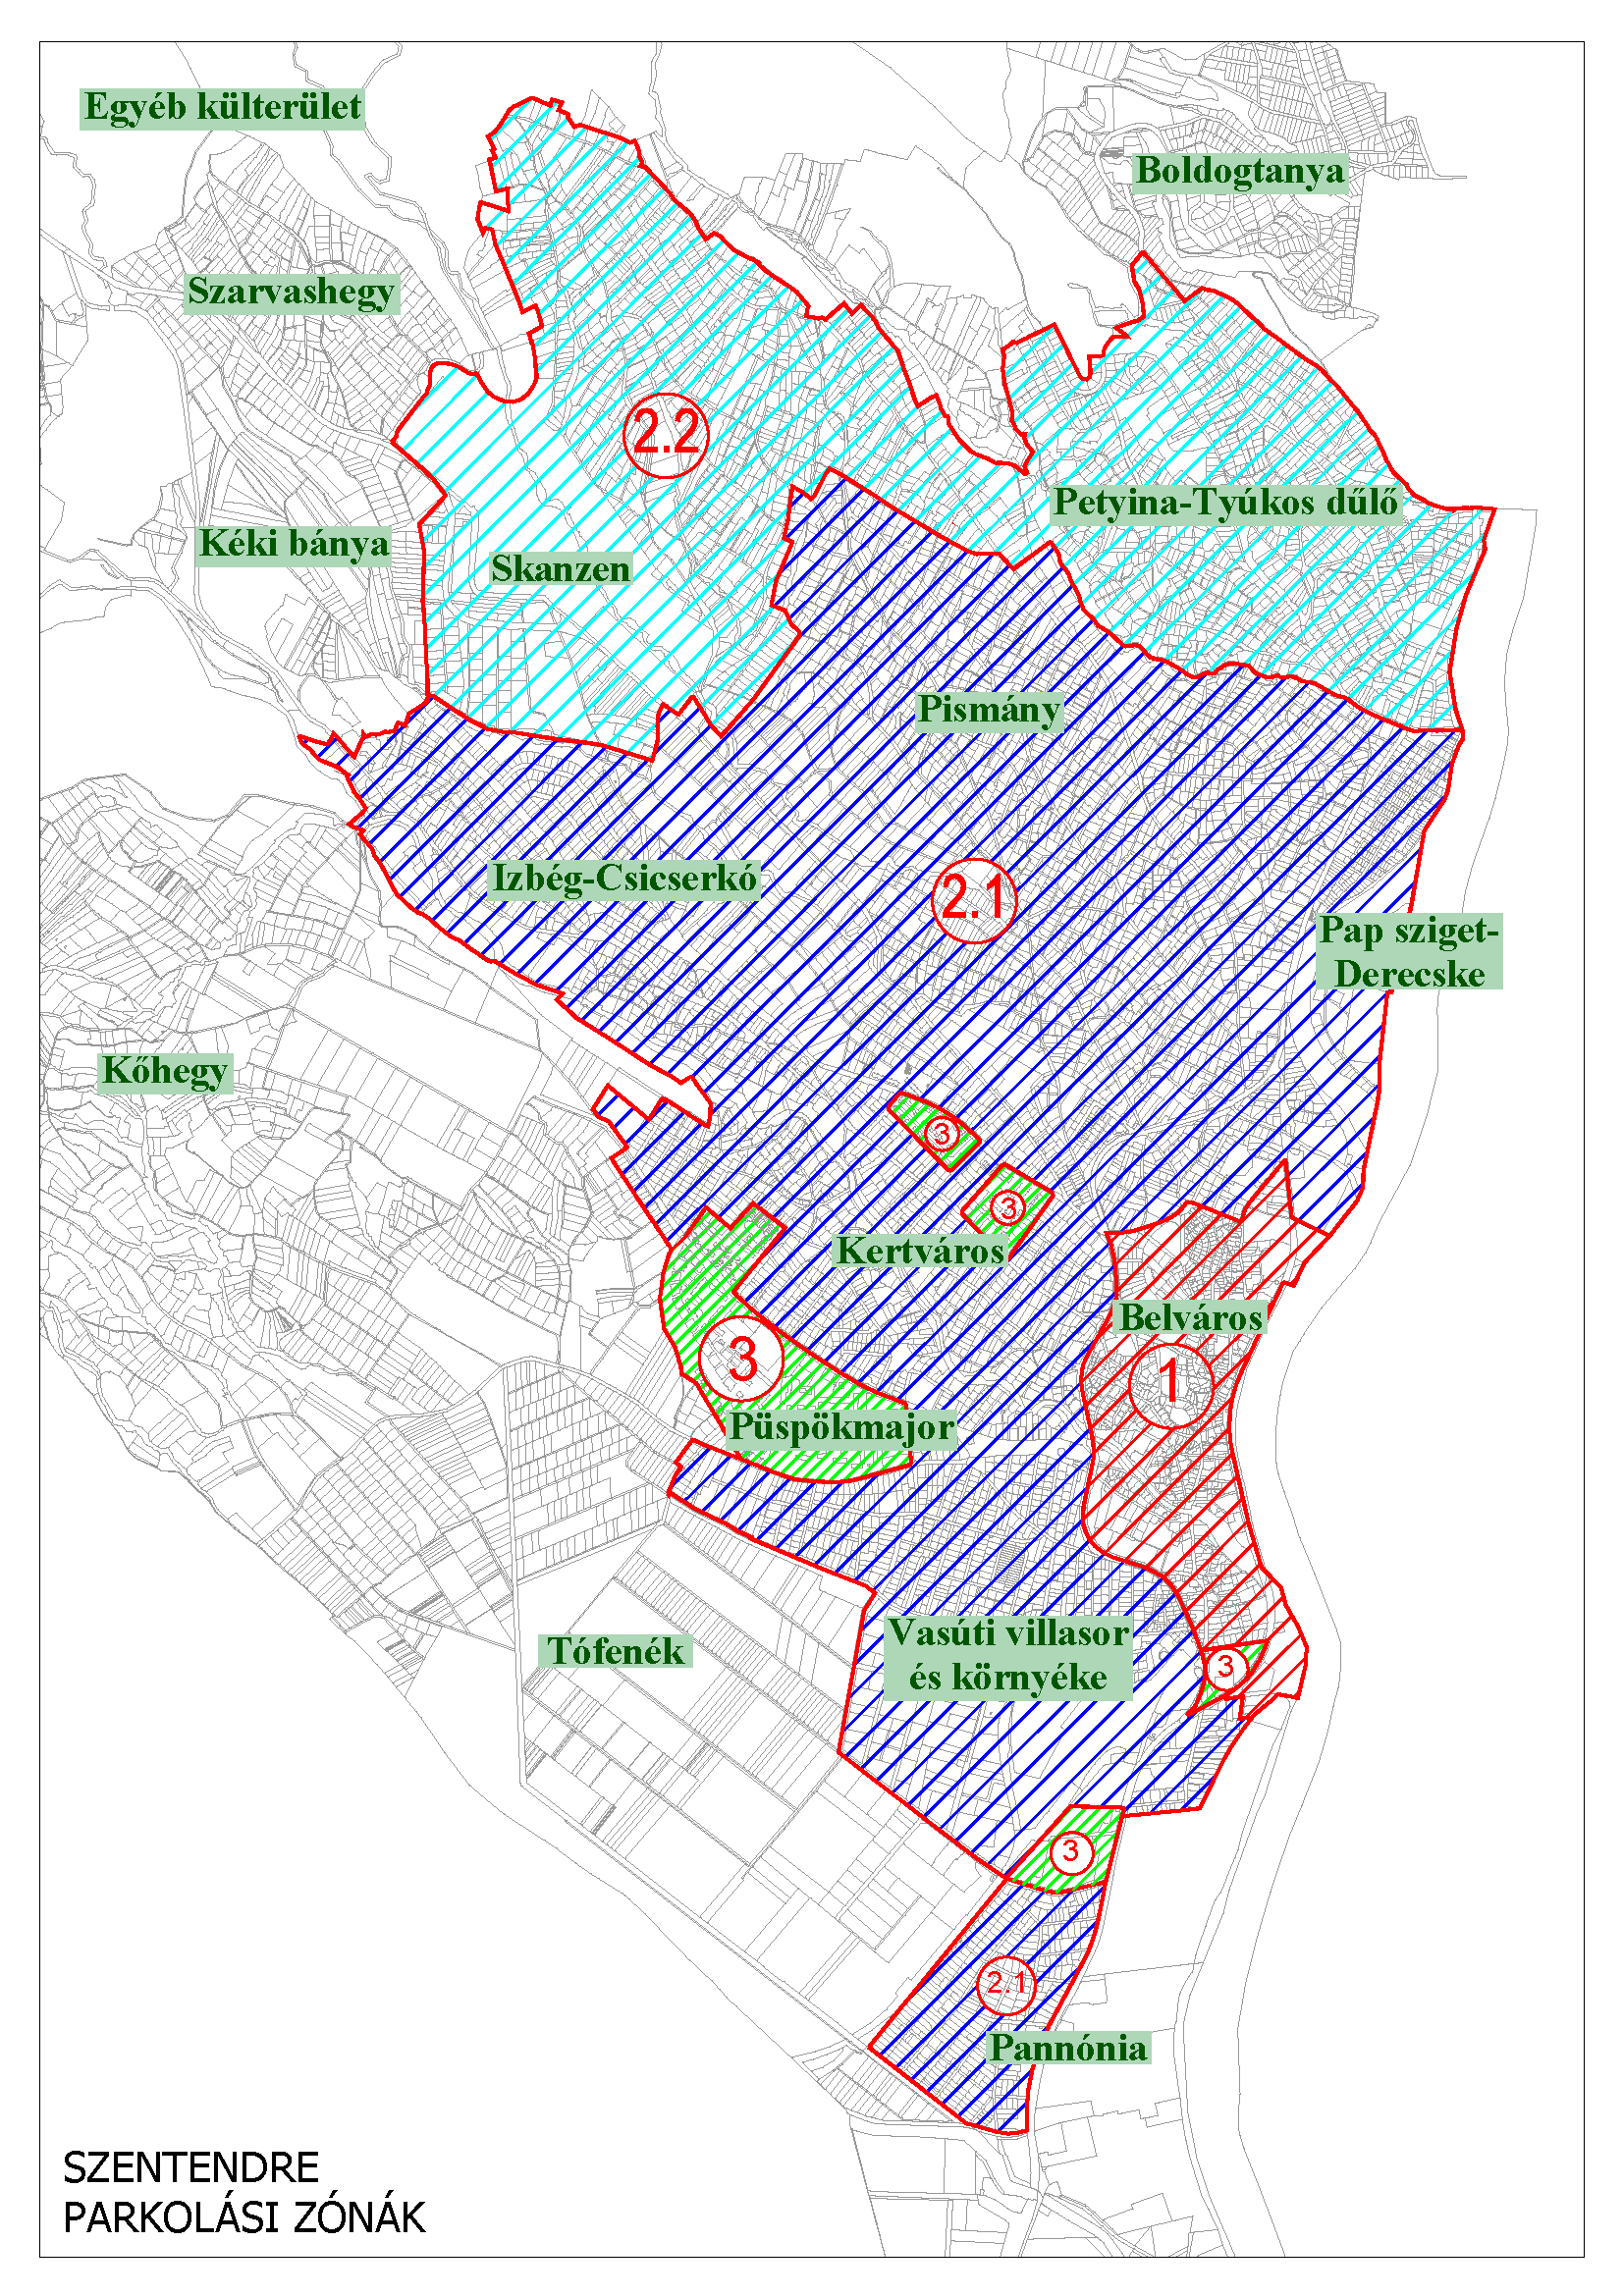 Egyéb külterület
Boldogtanya
Szarvashegy
2.2
Petyina-Tyúkos dűlő
Kéki bánya
Skanzen
Pismány
Izbég-Csicserkó
2.1
Pap sziget-
Derecske
Kőhegy
3
3
Kertváros
Belváros
3
1
Püspökmajor
Vasúti villasor
és környéke
Tófenék
3
3
2.1
Pannónia
SZENTENDRE
PARKOLÁSI ZÓNÁK